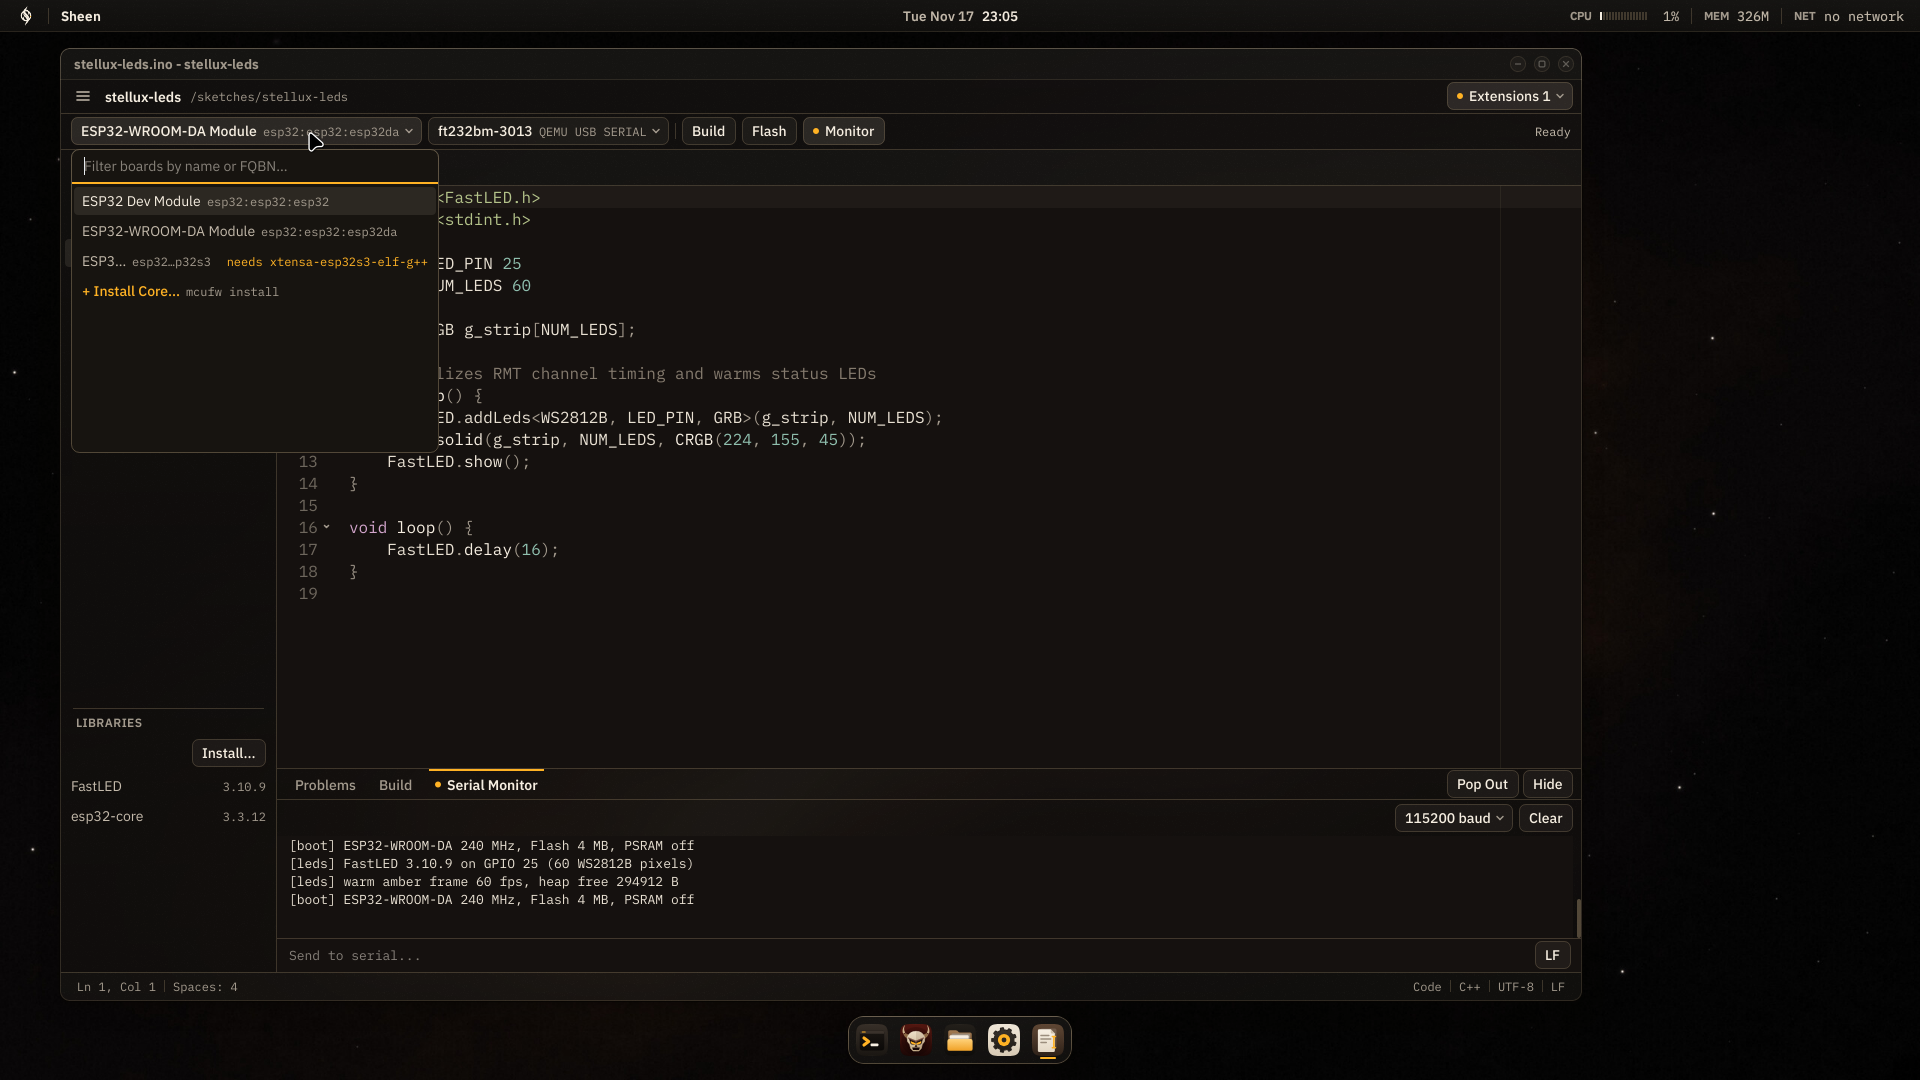 Sheen
Tue Nov 17 23:05
CPU 1% MEM 326M NET no network
stellux-leds.ino - stellux-leds
stellux-leds /sketches/stellux-leds
Extensions 1
ESP32-WROOM-DA Module esp32:esp32:esp32da
ft232bm-3013 QEMU USB SERIAL
Build
Flash
Monitor
Ready
Filter boards by name or FQBN...
ESP32 Dev Module esp32:esp32:esp32
ESP32-WROOM-DA Module esp32:esp32:esp32da
ESP3... esp32…p32s3 needs xtensa-esp32s3-elf-g++
+ Install Core... mcufw install
<FastLED.h>
<stdint.h>
ED_PIN 25
UM_LEDS 60
GB g_strip[NUM_LEDS];
lizes RMT channel timing and warms status LEDs
p() {
ED.addLeds<WS2812B, LED_PIN, GRB>(g_strip, NUM_LEDS);
solid(g_strip, NUM_LEDS, CRGB(224, 155, 45));
13 FastLED.show();
14 }
15
16 void loop() {
17 FastLED.delay(16);
18 }
19
LIBRARIES
Install...
FastLED 3.10.9
esp32-core 3.3.12
Problems
Build
Serial Monitor
Pop Out
Hide
115200 baud
Clear
[boot] ESP32-WROOM-DA 240 MHz, Flash 4 MB, PSRAM off
[leds] FastLED 3.10.9 on GPIO 25 (60 WS2812B pixels)
[leds] warm amber frame 60 fps, heap free 294912 B
[boot] ESP32-WROOM-DA 240 MHz, Flash 4 MB, PSRAM off
Send to serial...
LF
Ln 1, Col 1 Spaces: 4
Code C++ UTF-8 LF